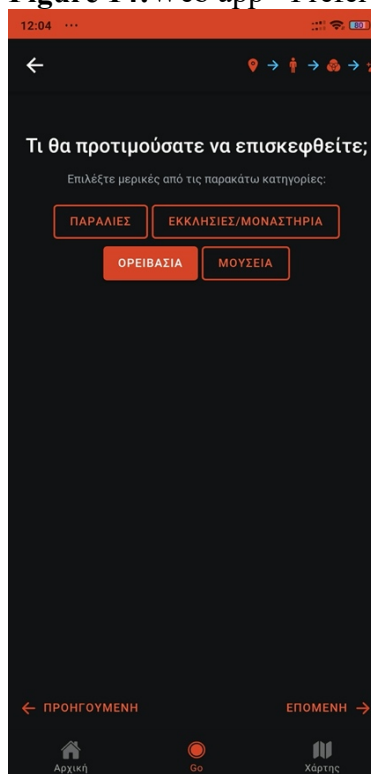 Figure 14: Web app - Prefer
12:04 ... 80
Τι θα προτιμούσατε να επισκεφθείτε;
Επιλέξτε μερικές από τις παρακάτω κατηγορίες:
ΠΑΡΑΛΙΕΣ ΕΚΚΛΗΣΙΕΣ/ΜΟΝΑΣΤΗΡΙΑ
ΟΡΕΙΒΑΣΙΑ ΜΟΥΣΕΙΑ
← ΠΡΟΗΓΟΥΜΕΝΗ ΕΠΟΜΕΝΗ →
Αρχική Go Χάρτης